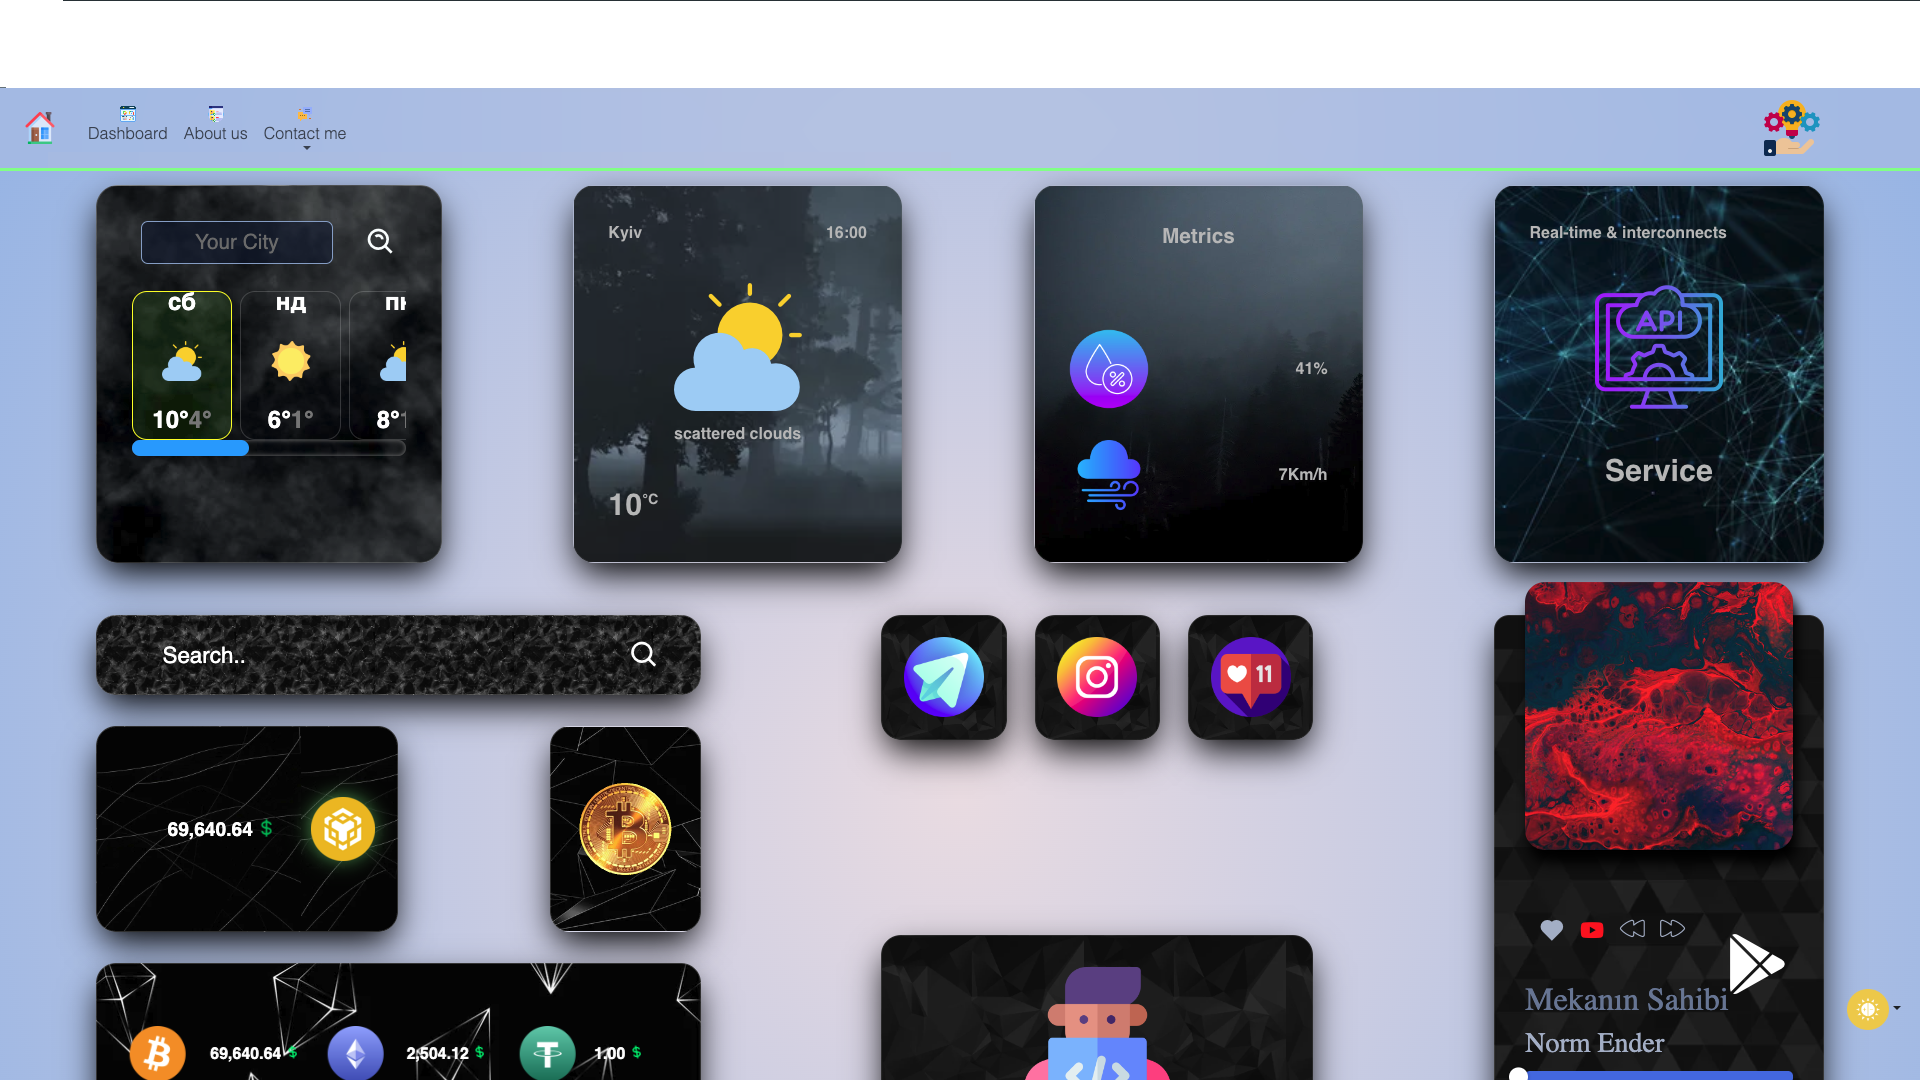 Dashboard
About us
Contact me
Your City
сб
нд
10°4°
6°1°
8°
Kyiv
16:00
scattered clouds
10°C
Metrics
41%
7Km/h
Real-time & interconnects
API
Service
Search..
11
69,640.64 $
69,640.64 $
2,504.12 $
1.00 $
Mekanın Sahibi
Norm Ender